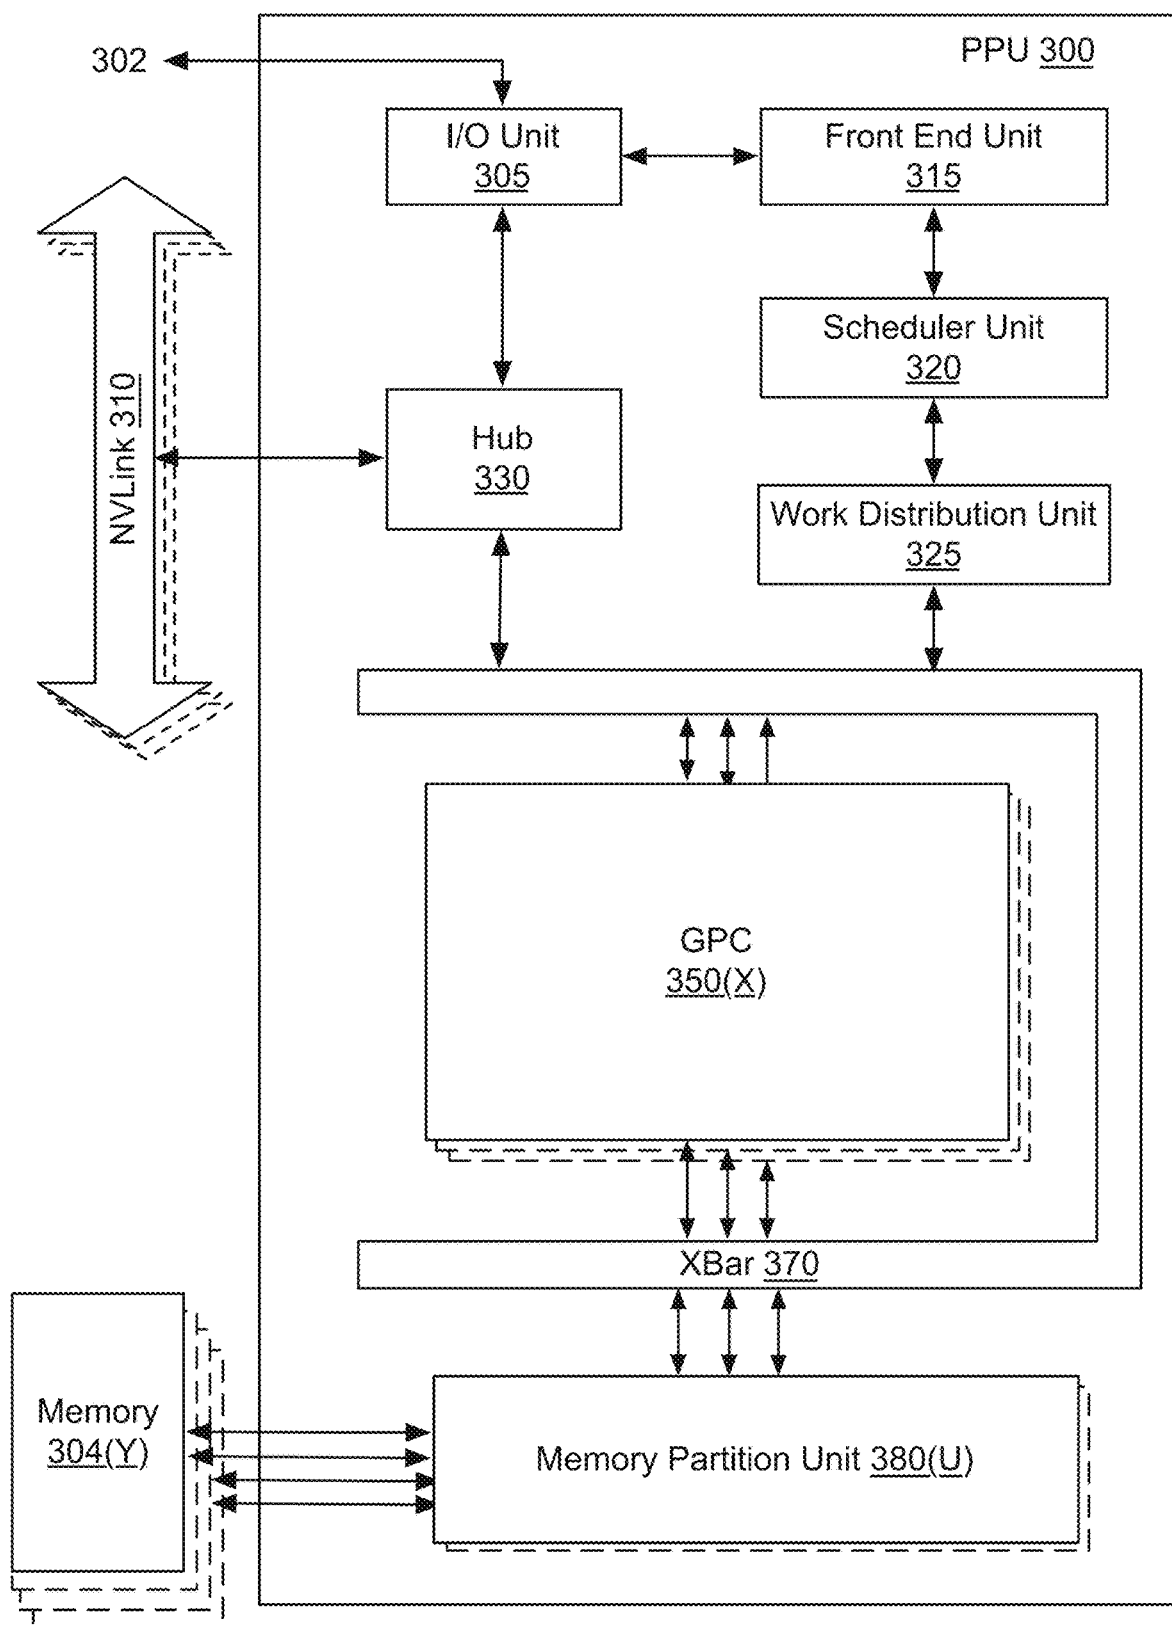 PPU 300
302
I/O Unit
305
Front End Unit
315
Scheduler Unit
320
NVLink 310
Hub
330
Work Distribution Unit
325
GPC
350(X)
XBar 370
Memory
304(Y)
Memory Partition Unit 380(U)